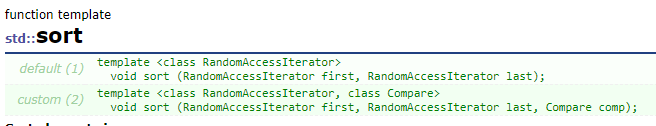 function template
std::sort
default (1) template <class RandomAccessIterator>
void sort (RandomAccessIterator first, RandomAccessIterator last);
custom (2) template <class RandomAccessIterator, class Compare>
void sort (RandomAccessIterator first, RandomAccessIterator last, Compare comp);